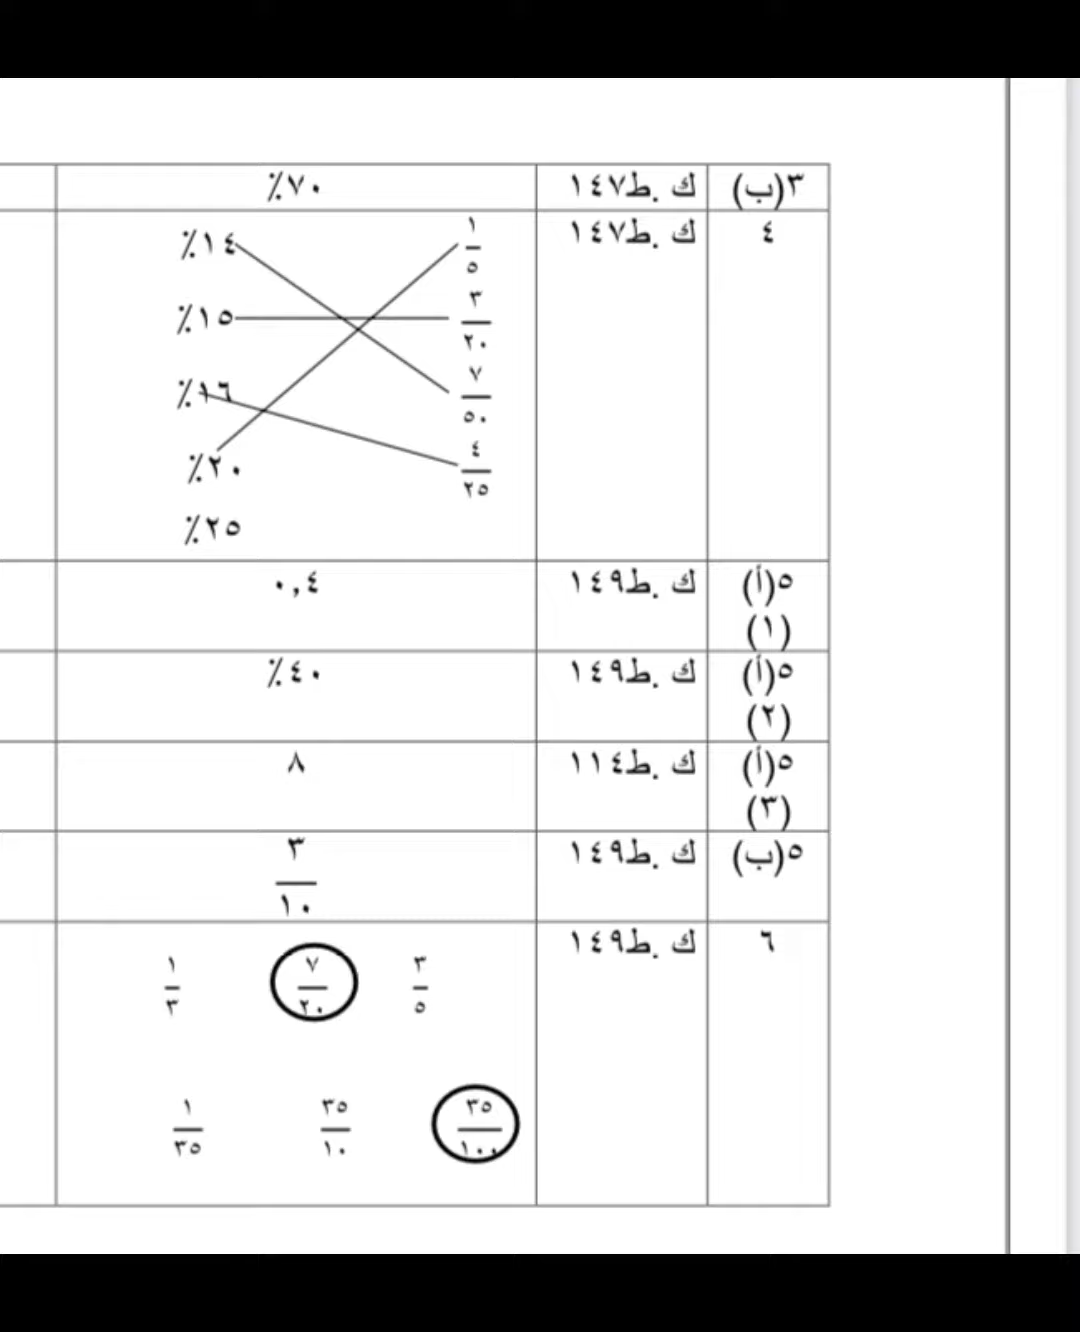 ٣(ب) ك .ط١٤٧ ٧٠٪
٤ ك .ط١٤٧
١/٥ ١٤٪
٣/٢٠ ١٥٪
٧/٥٠ ١٦٪
٤/٢٥ ٢٠٪
٢٥٪
٥(أ) ك .ط١٤٩ ٠,٤
(١)
٥(أ) ك .ط١٤٩ ٤٠٪
(٢)
٥(أ) ك .ط١١٤ ٨
(٣)
٥(ب) ك .ط١٤٩ ٣/١٠
٦ ك .ط١٤٩
٣/٥ ٧/٢٠ ١/٣
٣٥/١٠٠ ٣٥/١٠ ١/٣٥